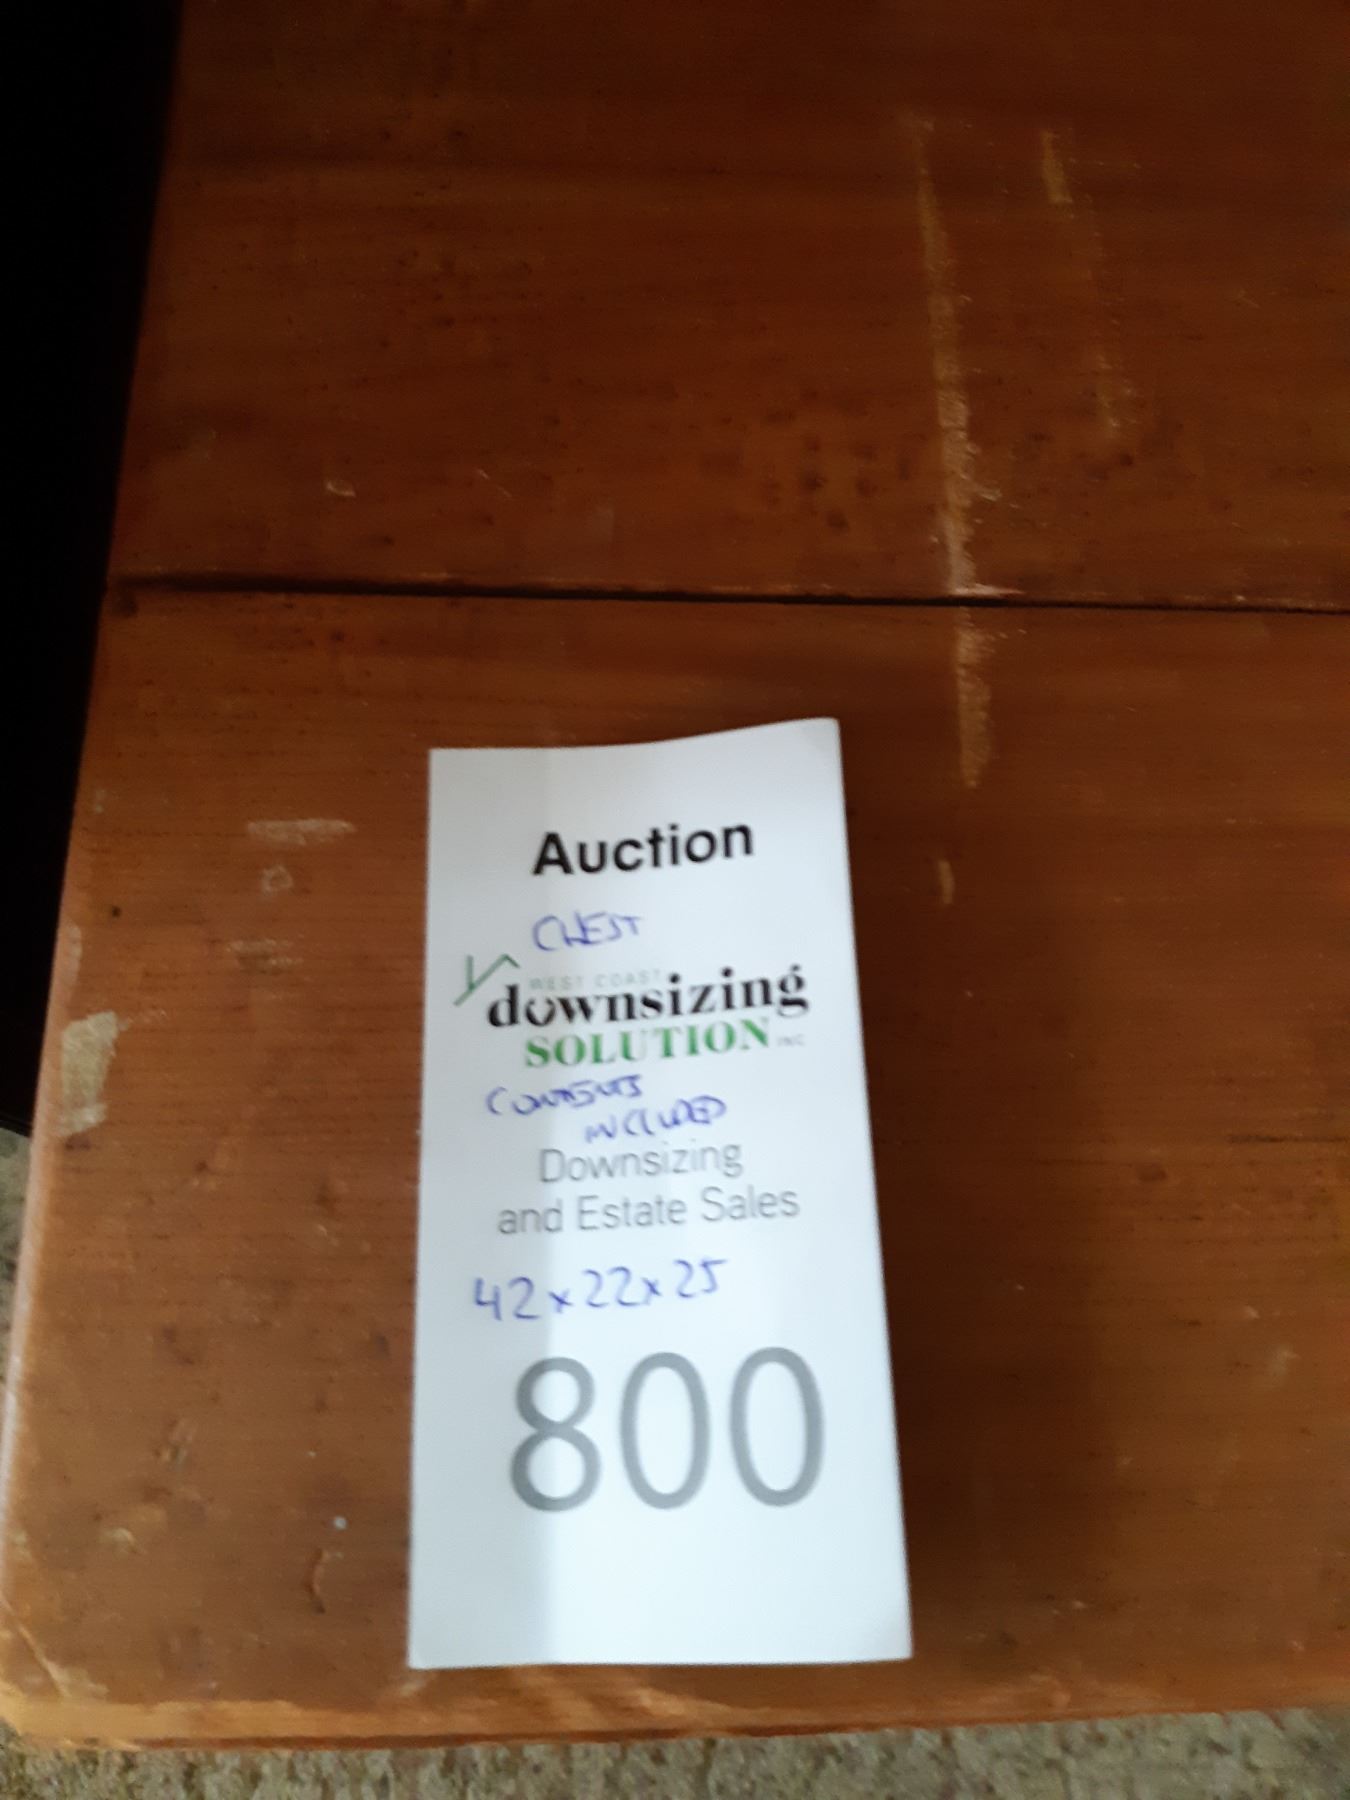 Auction
CHEST
WEST COAST
downsizing
SOLUTION INC
CONTENTS
INCLUDED
Downsizing
and Estate Sales
42x22x25
800